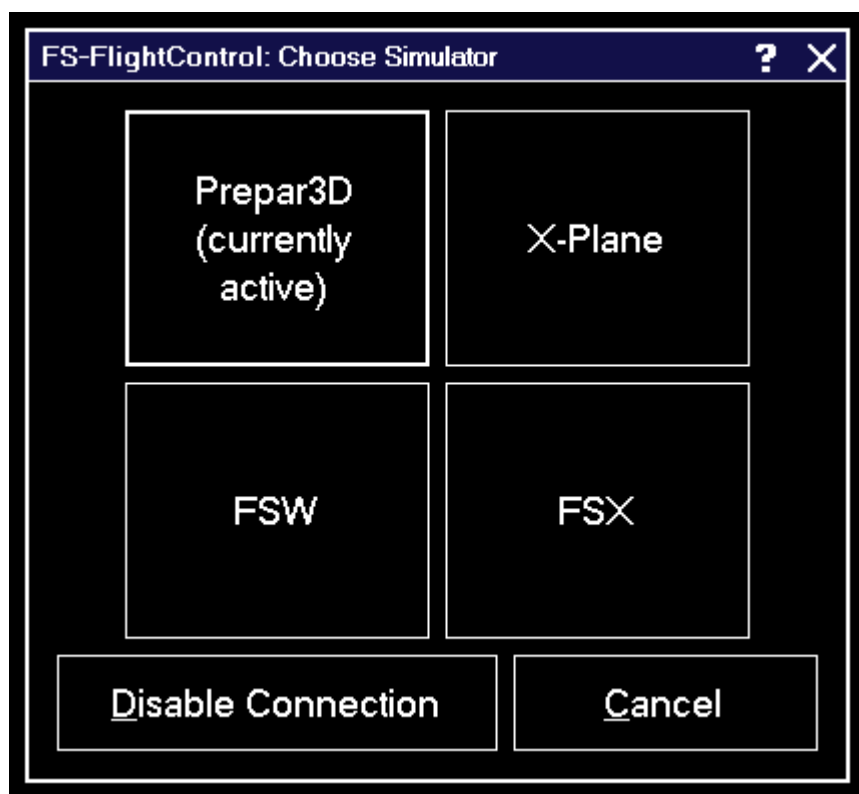 FS-FlightControl: Choose Simulator ? X
Prepar3D
(currently
active)
X-Plane
FSW
FSX
Disable Connection
Cancel